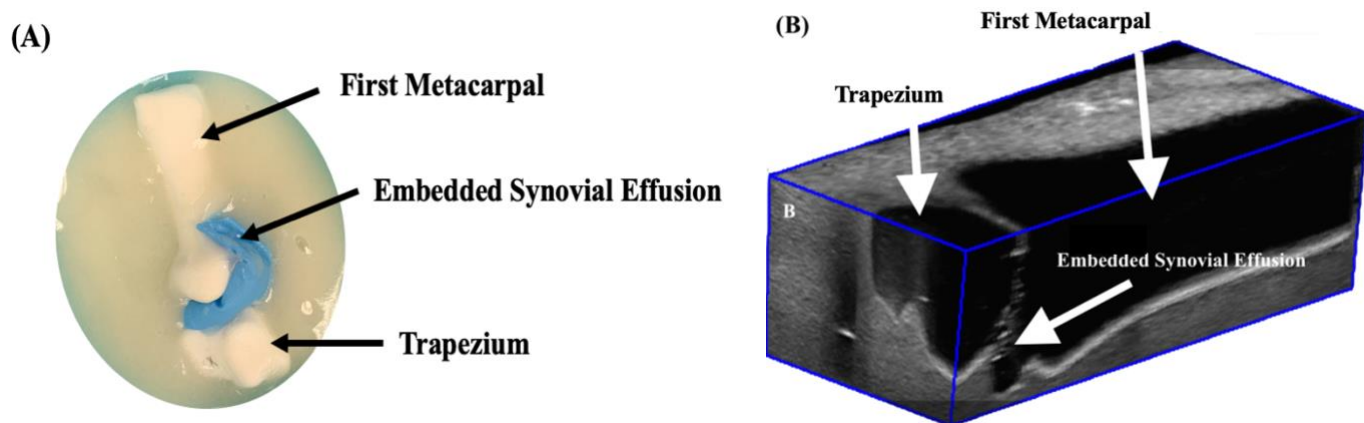 (A)
First Metacarpal
Embedded Synovial Effusion
Trapezium
(B)
First Metacarpal
Trapezium
B
Embedded Synovial Effusion